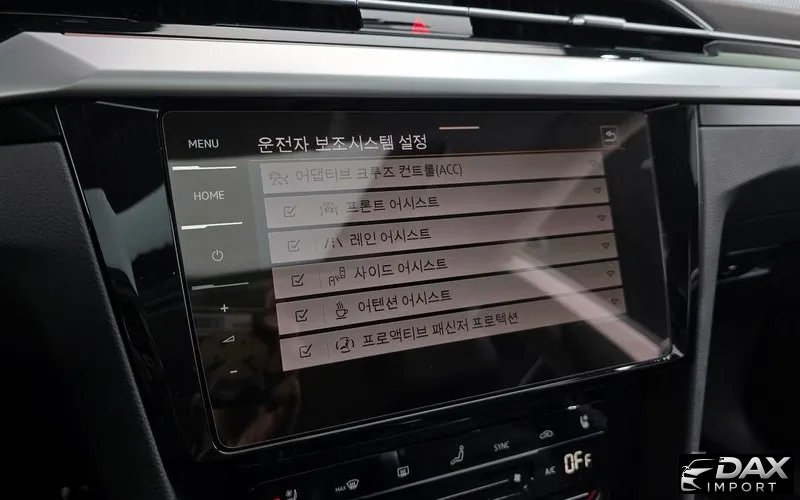 MENU
운전자 보조시스템 설정
HOME
어댑티브 크루즈 컨트롤(ACC)
프론트 어시스트
레인 어시스트
사이드 어시스트
+
어텐션 어시스트
-
프로액티브 패신저 프로텍션
MAX
SYNC
A/C
OFF
DAX
IMPORT